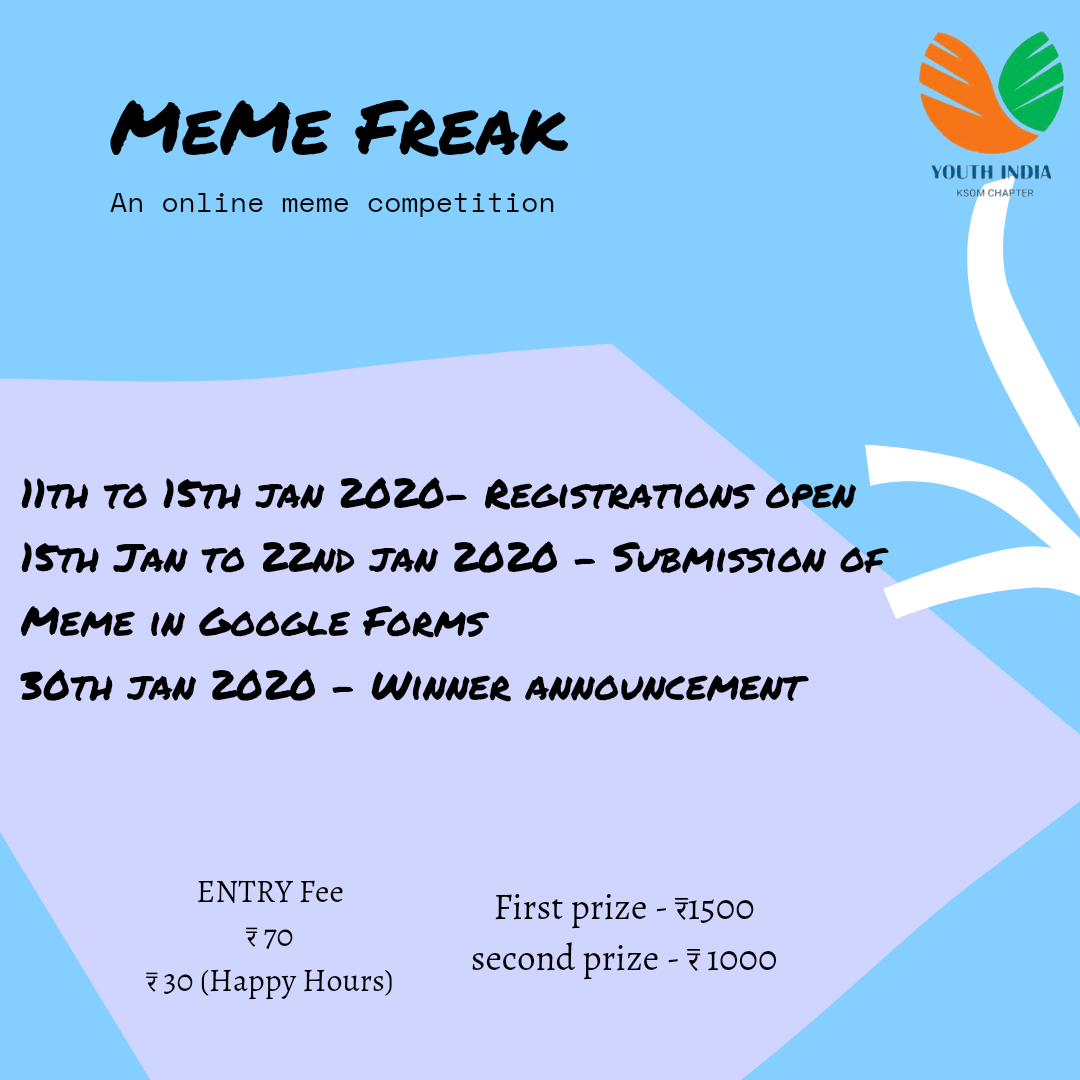 MeMe Freak
An online meme competition
YOUTH INDIA
KSOM CHAPTER
11th to 15th jan 2020- Registrations open
15th Jan to 22nd jan 2020 - Submission of
Meme in Google Forms
30th jan 2020 - Winner announcement
ENTRY Fee
₹ 70
₹ 30 (Happy Hours)
First prize - ₹1500
second prize - ₹ 1000